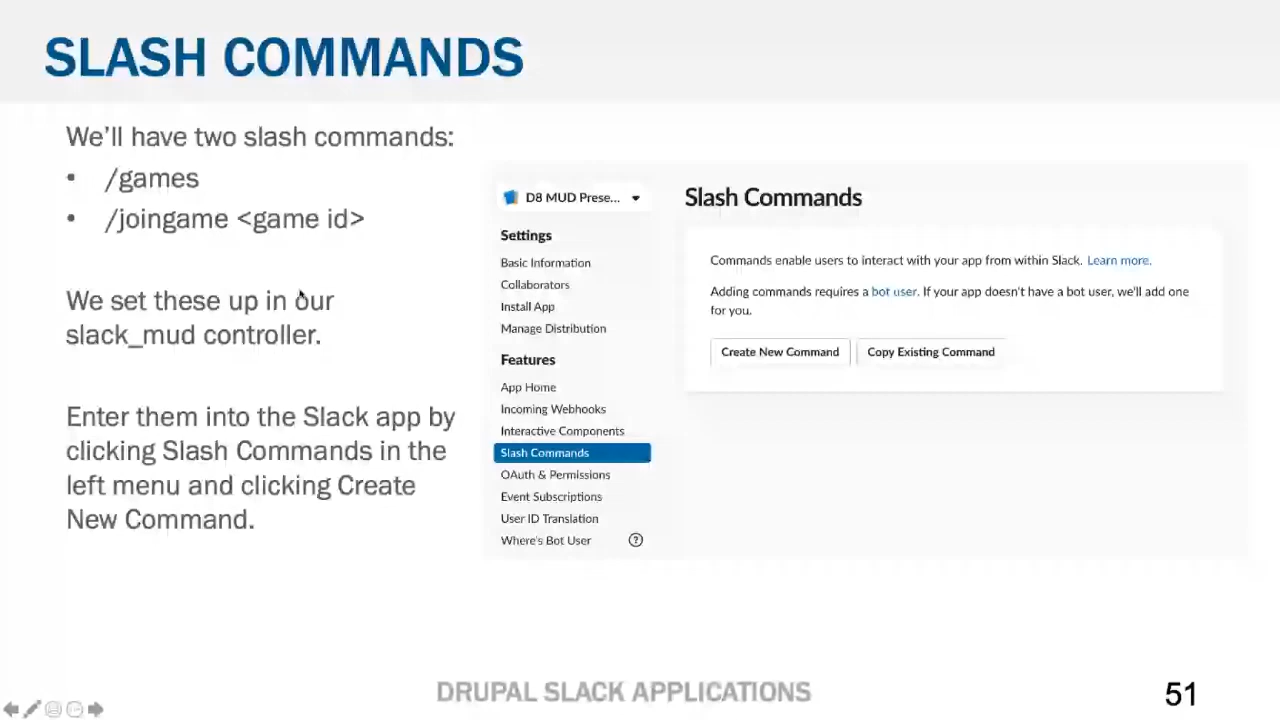 SLASH COMMANDS
We'll have two slash commands:
• /games
• /joingame <game id>
We set these up in our
slack_mud controller.
Enter them into the Slack app by
clicking Slash Commands in the
left menu and clicking Create
New Command.
D8 MUD Prese...
Settings
Basic Information
Collaborators
Install App
Manage Distribution
Features
App Home
Incoming Webhooks
Interactive Components
Slash Commands
OAuth & Permissions
Event Subscriptions
User ID Translation
Where's Bot User ?
Slash Commands
Commands enable users to interact with your app from within Slack. Learn more.
Adding commands requires a bot user. If your app doesn't have a bot user, we'll add one
for you.
Create New Command Copy Existing Command
DRUPAL SLACK APPLICATIONS
51